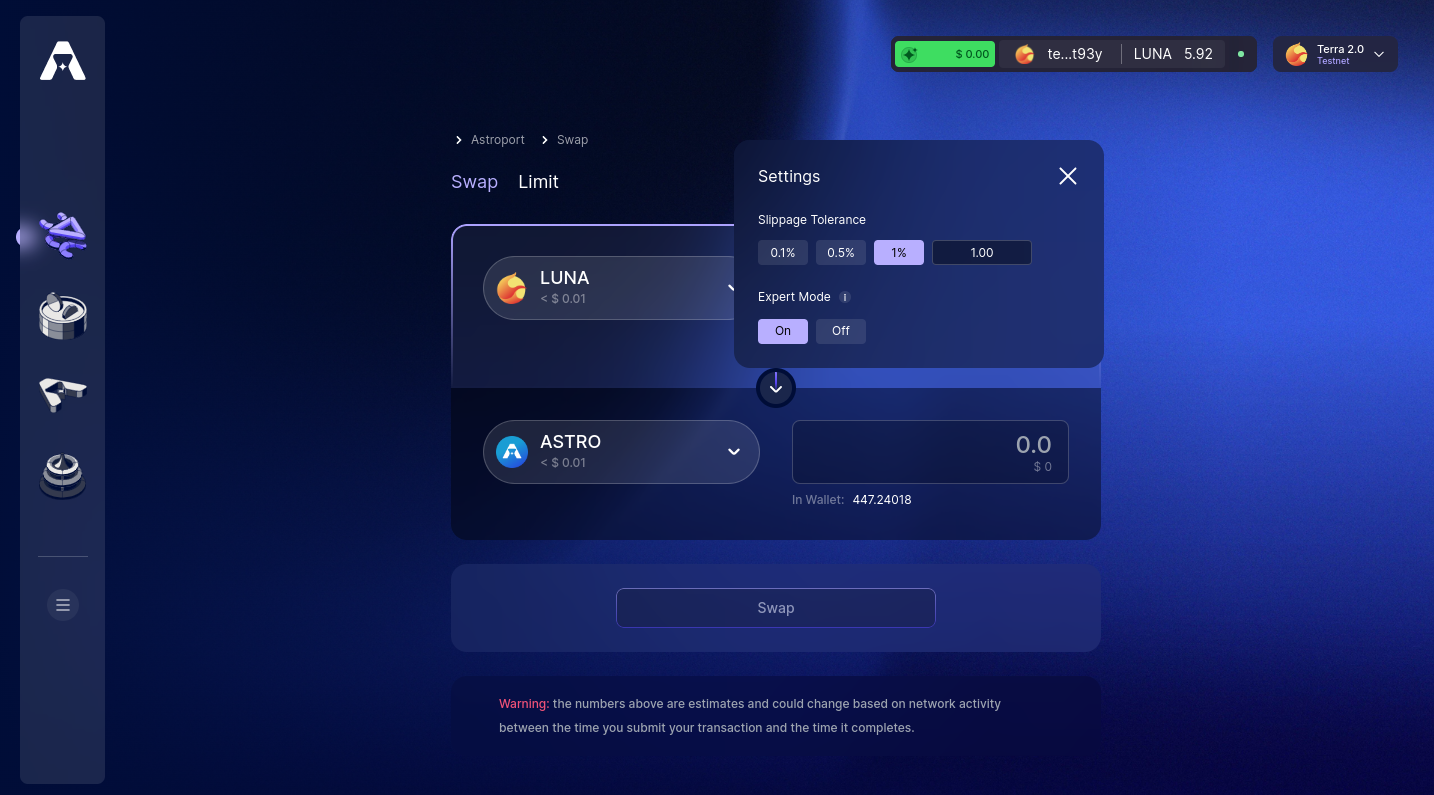 $ 0.00
te...t93y
LUNA 5.92
Terra 2.0
Testnet
Astroport
Swap
Swap
Limit
Settings
Slippage Tolerance
0.1%
0.5%
1%
1.00
Expert Mode
i
On
Off
LUNA
< $ 0.01
ASTRO
< $ 0.01
0.0
$ 0
In Wallet: 447.24018
Swap
Warning: the numbers above are estimates and could change based on network activity
between the time you submit your transaction and the time it completes.